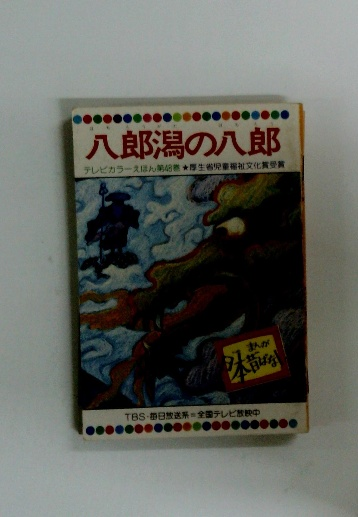 八郎潟の八郎
テレビカラーえほん第48巻★厚生省児童福祉文化賞受賞
まんが
日本昔ばなし
TBS・毎日放送系=全国テレビ放映中